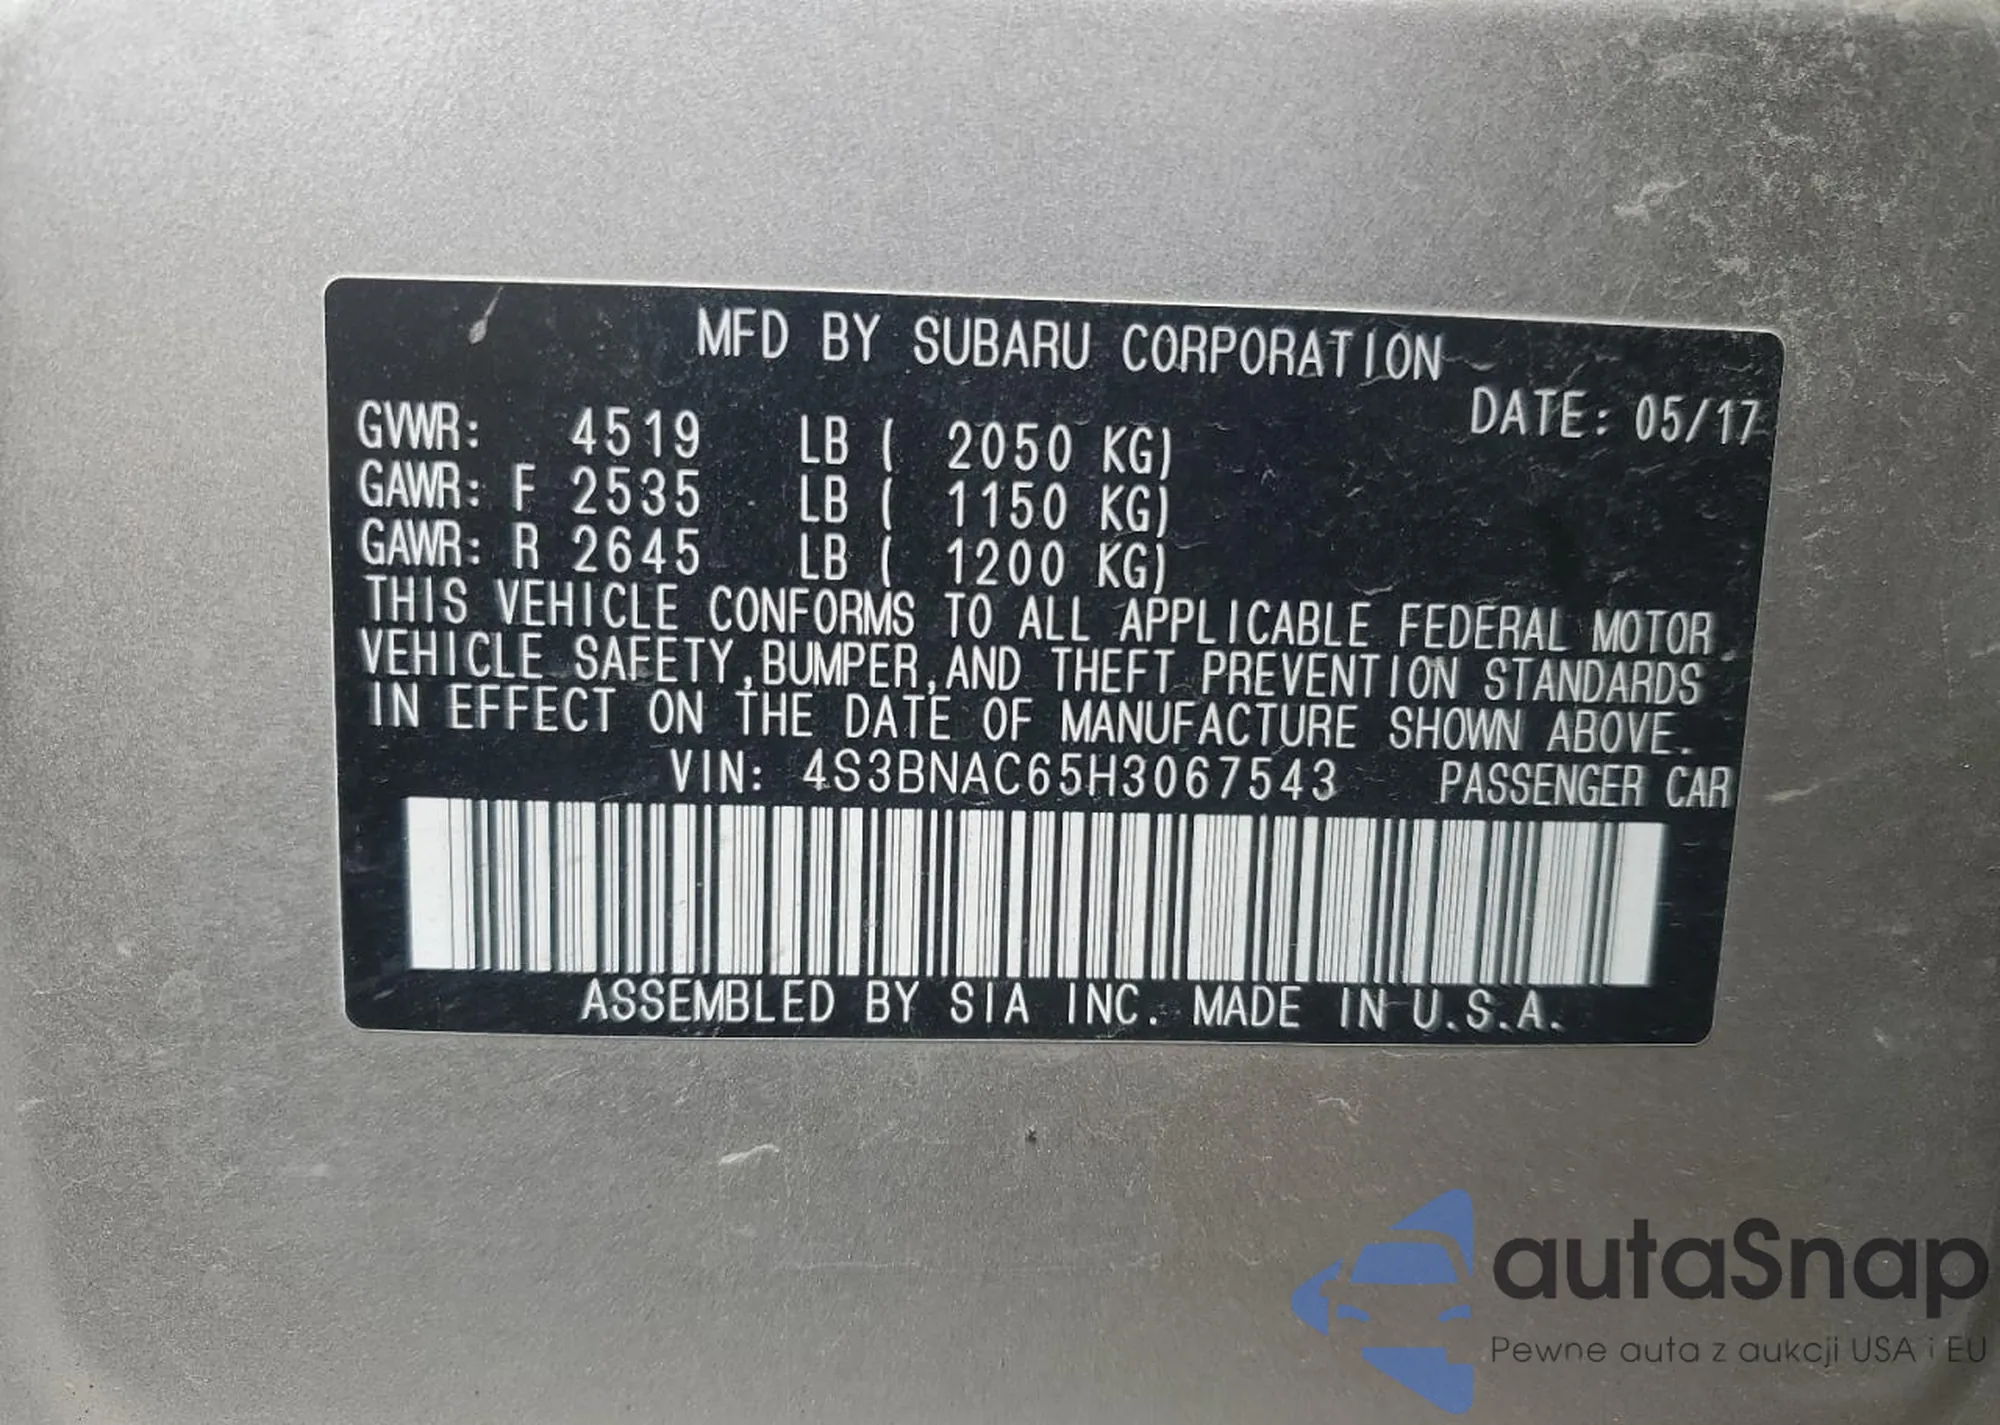 MFD BY SUBARU CORPORATION
DATE: 05/17
GVWR: 4519 LB ( 2050 KG)
GAWR: F 2535 LB ( 1150 KG)
GAWR: R 2645 LB ( 1200 KG)
THIS VEHICLE CONFORMS TO ALL APPLICABLE FEDERAL MOTOR
VEHICLE SAFETY,BUMPER,AND THEFT PREVENTION STANDARDS
IN EFFECT ON THE DATE OF MANUFACTURE SHOWN ABOVE.
VIN: 4S3BNAC65H3067543 PASSENGER CAR
ASSEMBLED BY SIA INC. MADE IN U.S.A.
autaSnap
Pewne auta z aukcji USA i EU